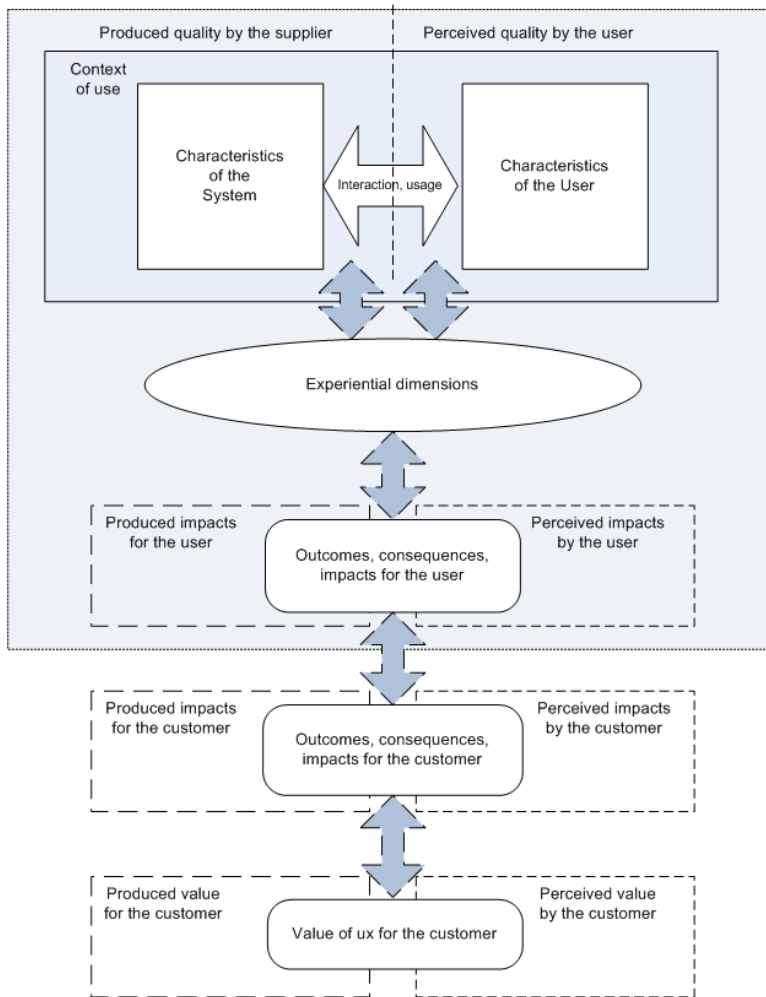 Produced quality by the supplier
Perceived quality by the user
Context
of use
Characteristics
of the
System
Interaction, usage
Characteristics
of the User
Experiential dimensions
Produced impacts
for the user
Perceived impacts
by the user
Outcomes, consequences,
impacts for the user
Produced impacts
for the customer
Perceived impacts
by the customer
Outcomes, consequences,
impacts for the customer
Produced value
for the customer
Perceived value
by the customer
Value of ux for the customer